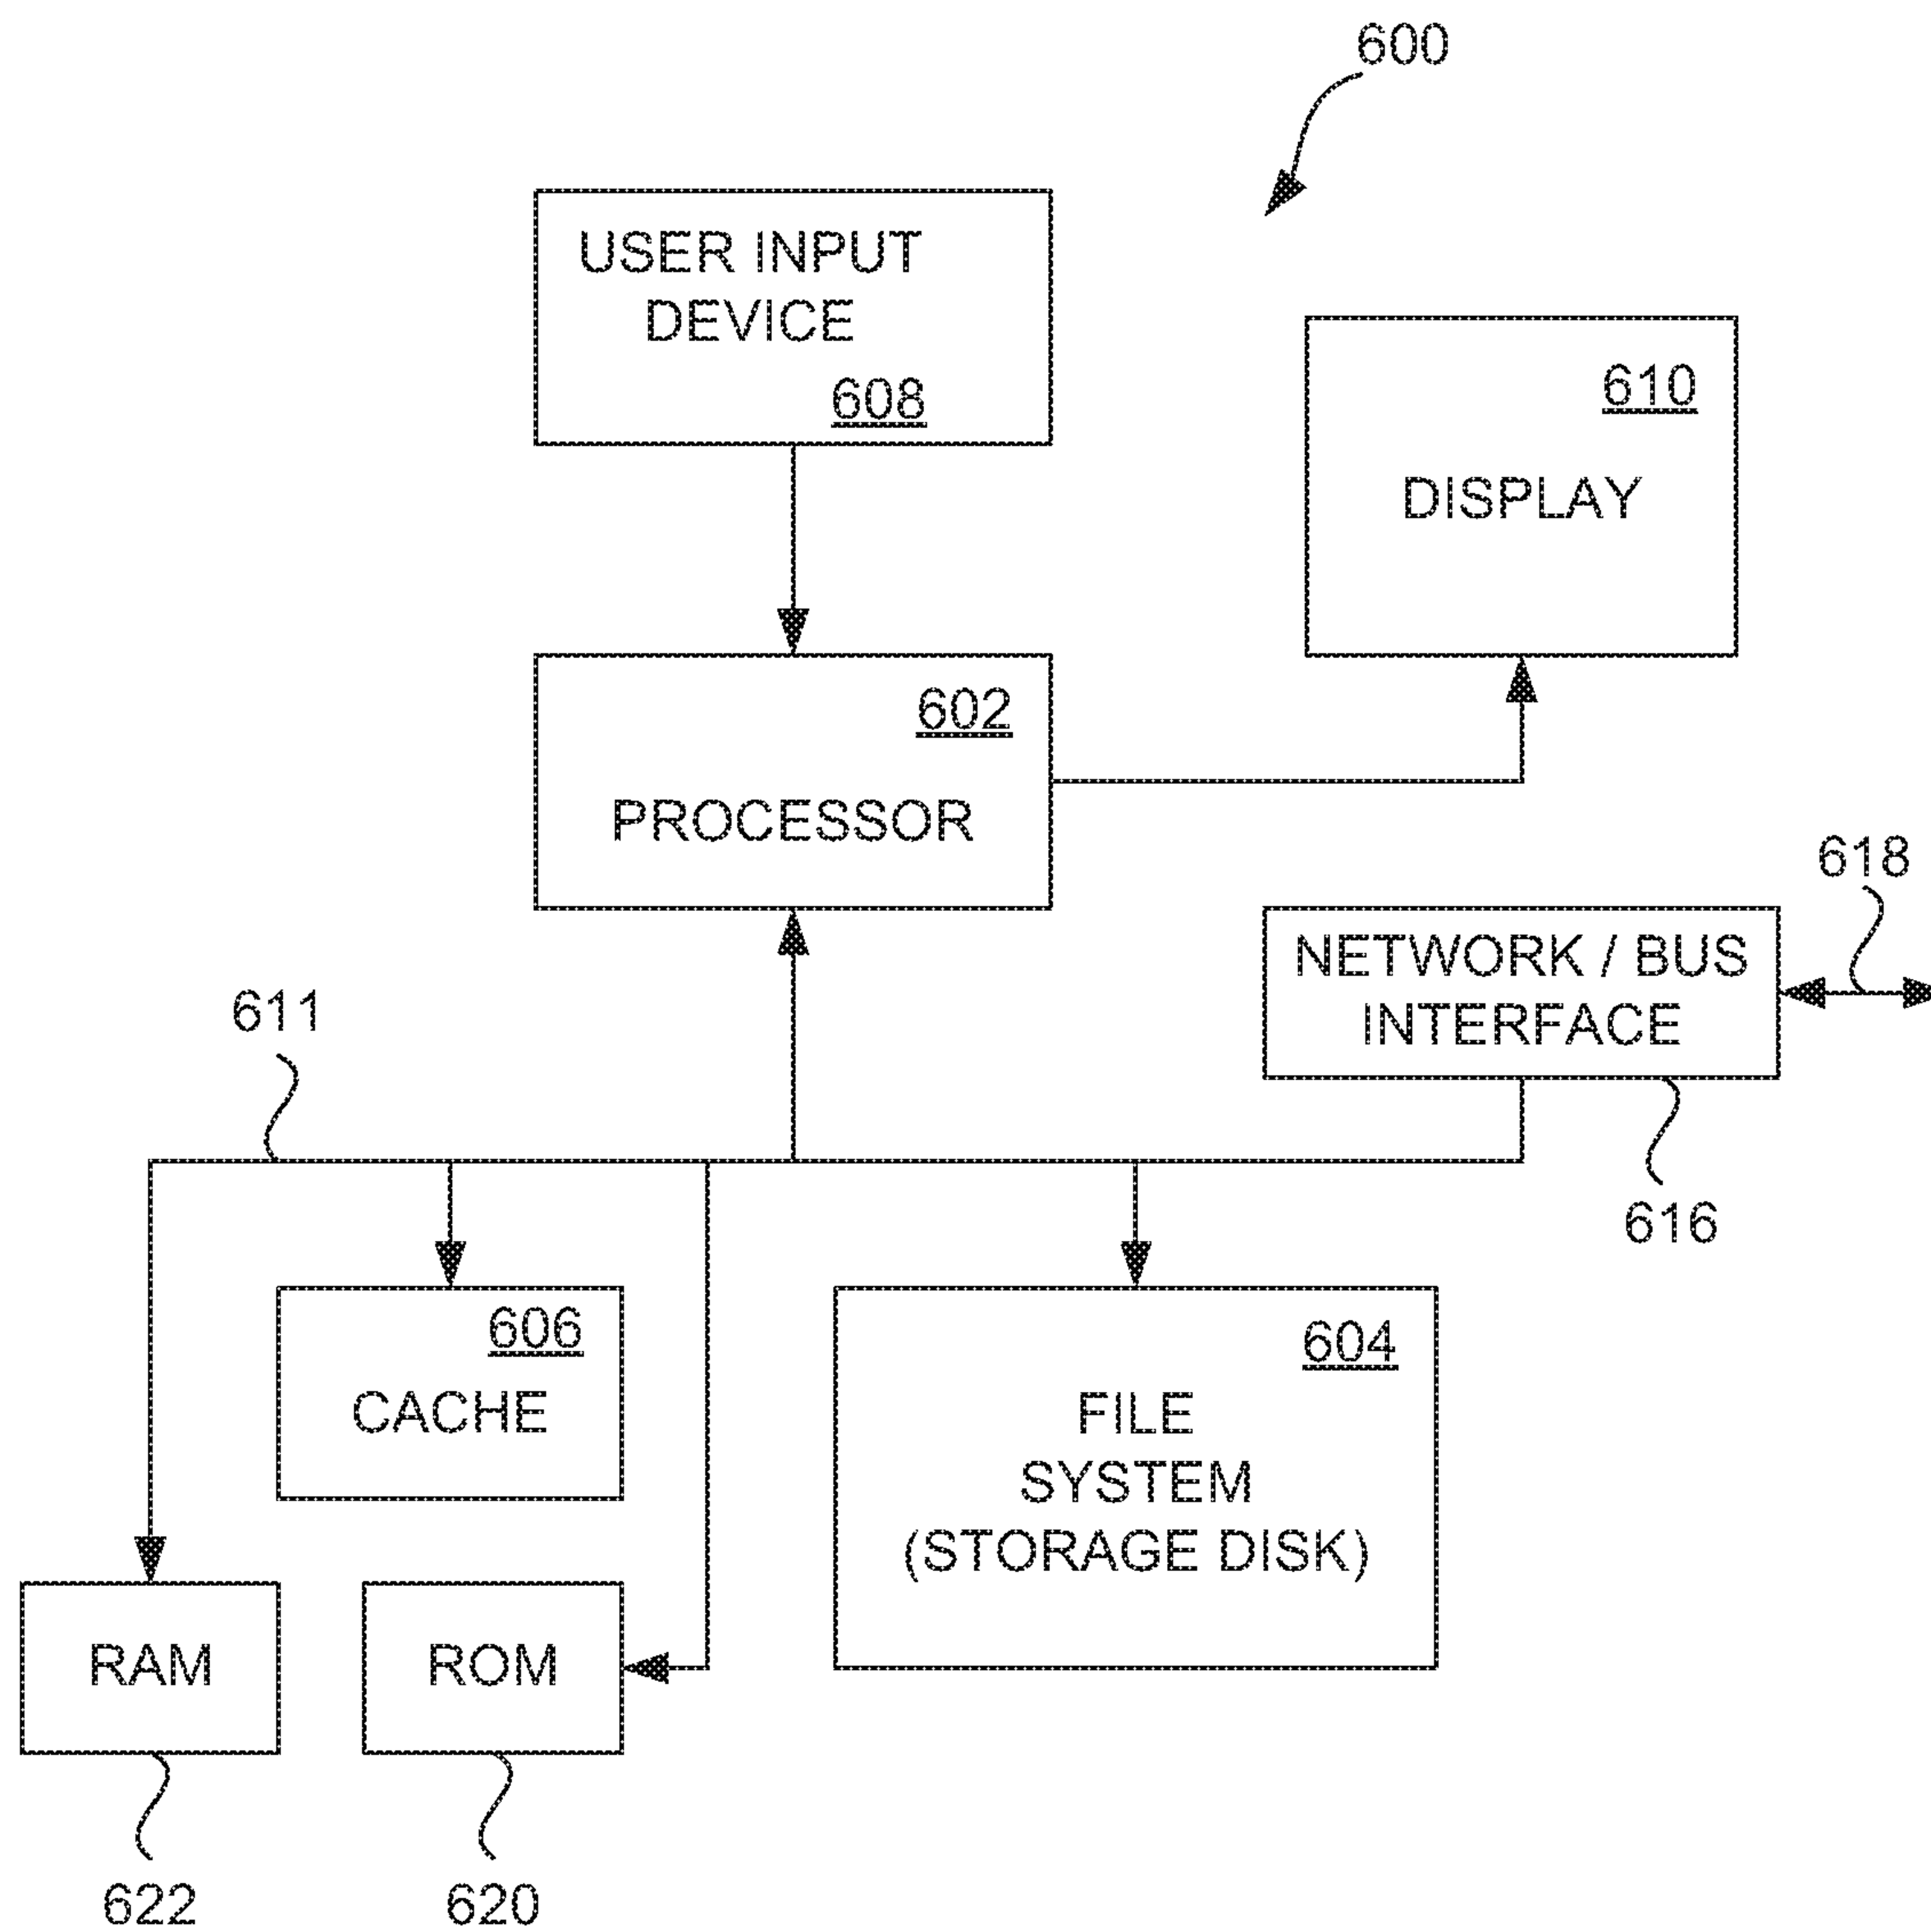 600
USER INPUT
DEVICE
608
610
DISPLAY
602
PROCESSOR
618
NETWORK / BUS
INTERFACE
611
616
606
CACHE
604
FILE
SYSTEM
(STORAGE DISK)
RAM
ROM
622
620